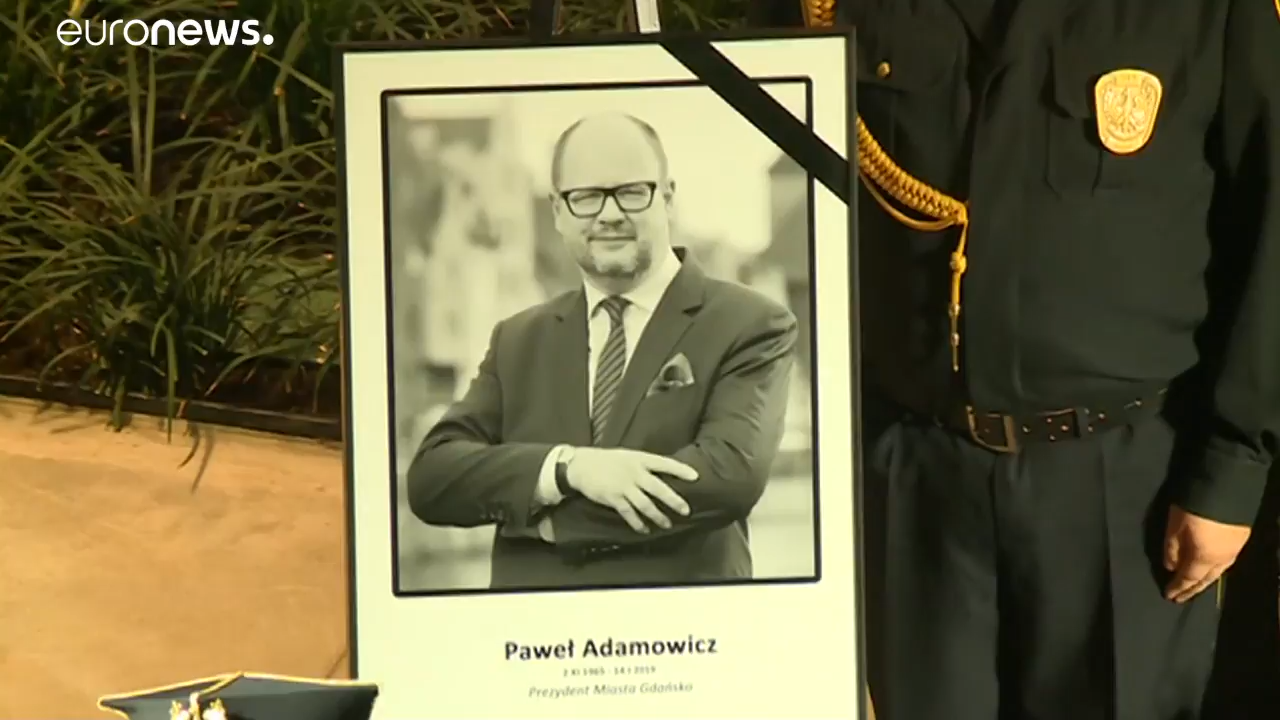 euronews.
Paweł Adamowicz
2 XI 1965 - 14 I 2019
Prezydent Miasta Gdańska